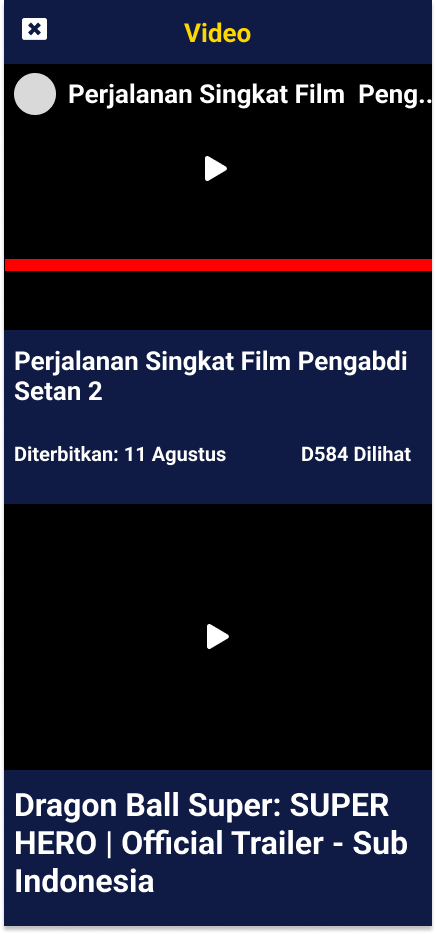 Video
Perjalanan Singkat Film Peng..
Perjalanan Singkat Film Pengabdi
Setan 2
Diterbitkan: 11 Agustus
D584 Dilihat
Dragon Ball Super: SUPER
HERO | Official Trailer - Sub
Indonesia